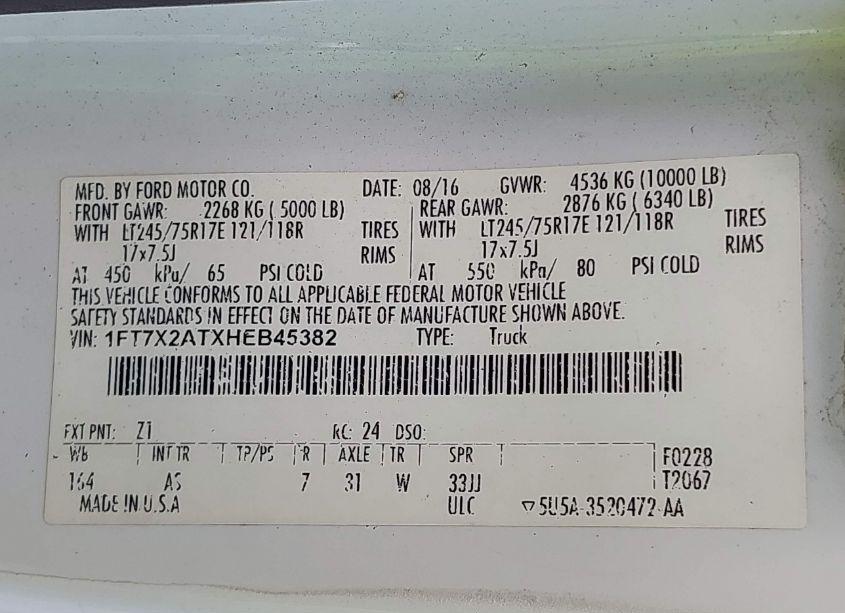 MFD. BY FORD MOTOR CO. DATE: 08/16 GVWR: 4536 KG (10000 LB)
FRONT GAWR: 2268 KG ( 5000 LB) REAR GAWR: 2876 KG ( 6340 LB)
WITH LT245/75R17E 121/118R TIRES WITH LT245/75R17E 121/118R TIRES
17x7.5J RIMS 17x7.5J RIMS
AT 450 kPa/ 65 PSI COLD AT 550 kPa/ 80 PSI COLD
THIS VEHICLE CONFORMS TO ALL APPLICABLE FEDERAL MOTOR VEHICLE
SAFETY STANDARDS IN EFFECT ON THE DATE OF MANUFACTURE SHOWN ABOVE.
VIN: 1FT7X2ATXHEB45382 TYPE: Truck
EXT PNT: Z1 RC: 24 DSO:
WB INT TR TP/PS R AXLE TR SPR F0228
164 AS 7 31 W 33JJ T2067
MADE IN U.S.A ULC ▽5U5A-3520472-AA